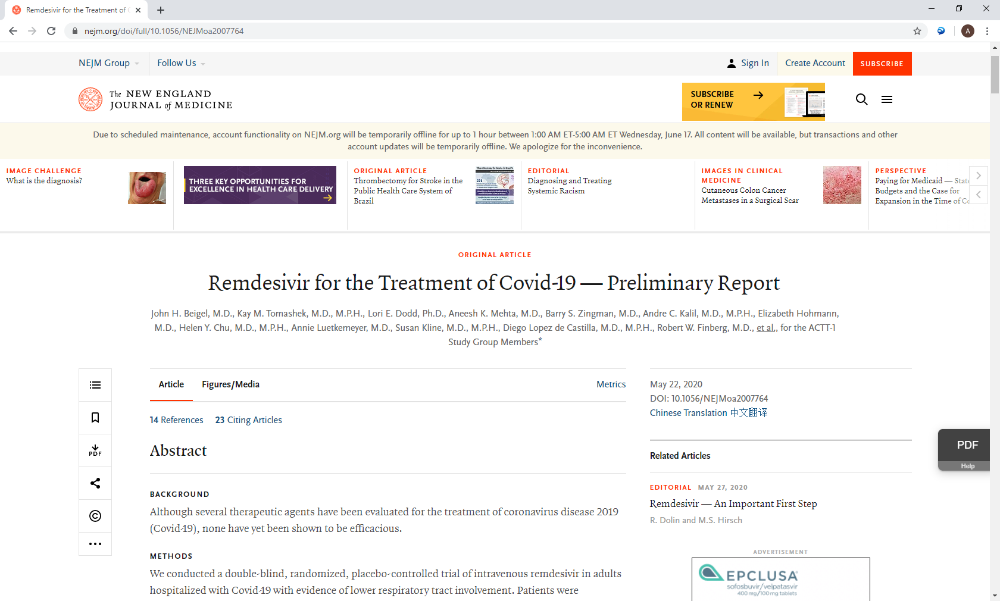 Remdesivir for the Treatment of
nejm.org/doi/full/10.1056/NEJMoa2007764
A
NEJM Group
Follow Us
Sign In
Create Account
SUBSCRIBE
The NEW ENGLAND
JOURNAL of MEDICINE
SUBSCRIBE
OR RENEW
Due to scheduled maintenance, account functionality on NEJM.org will be temporarily offline for up to 1 hour between 1:00 AM ET-5:00 AM ET Wednesday, June 17. All content will be available, but transactions and other
account updates will be temporarily offline. We apologize for the inconvenience.
IMAGE CHALLENGE
What is the diagnosis?
THREE KEY OPPORTUNITIES FOR
EXCELLENCE IN HEALTH CARE DELIVERY
ORIGINAL ARTICLE
Thrombectomy for Stroke in the
Public Health Care System of
Brazil
EDITORIAL
Diagnosing and Treating
Systemic Racism
IMAGES IN CLINICAL
MEDICINE
Cutaneous Colon Cancer
Metastases in a Surgical Scar
PERSPECTIVE
Paying for Medicaid — State
Budgets and the Case for
Expansion in the Time of
ORIGINAL ARTICLE
Remdesivir for the Treatment of Covid-19 — Preliminary Report
John H. Beigel, M.D., Kay M. Tomashek, M.D., M.P.H., Lori E. Dodd, Ph.D., Aneesh K. Mehta, M.D., Barry S. Zingman, M.D., Andre C. Kalil, M.D., M.P.H., Elizabeth Hohmann,
M.D., Helen Y. Chu, M.D., M.P.H., Annie Luetkemeyer, M.D., Susan Kline, M.D., M.P.H., Diego Lopez de Castilla, M.D., M.P.H., Robert W. Finberg, M.D., et al., for the ACTT-1
Study Group Members*
Article
Figures/Media
Metrics
14 References
23 Citing Articles
PDF
Abstract
BACKGROUND
Although several therapeutic agents have been evaluated for the treatment of coronavirus disease 2019
(Covid-19), none have yet been shown to be efficacious.
METHODS
We conducted a double-blind, randomized, placebo-controlled trial of intravenous remdesivir in adults
hospitalized with Covid-19 with evidence of lower respiratory tract involvement. Patients were
May 22, 2020
DOI: 10.1056/NEJMoa2007764
Chinese Translation 中文翻译
Related Articles
EDITORIAL MAY 27, 2020
Remdesivir — An Important First Step
R. Dolin and M.S. Hirsch
ADVERTISEMENT
EPCLUSA
sofosbuvir/velpatasvir
400 mg/100 mg tablets
PDF
Help